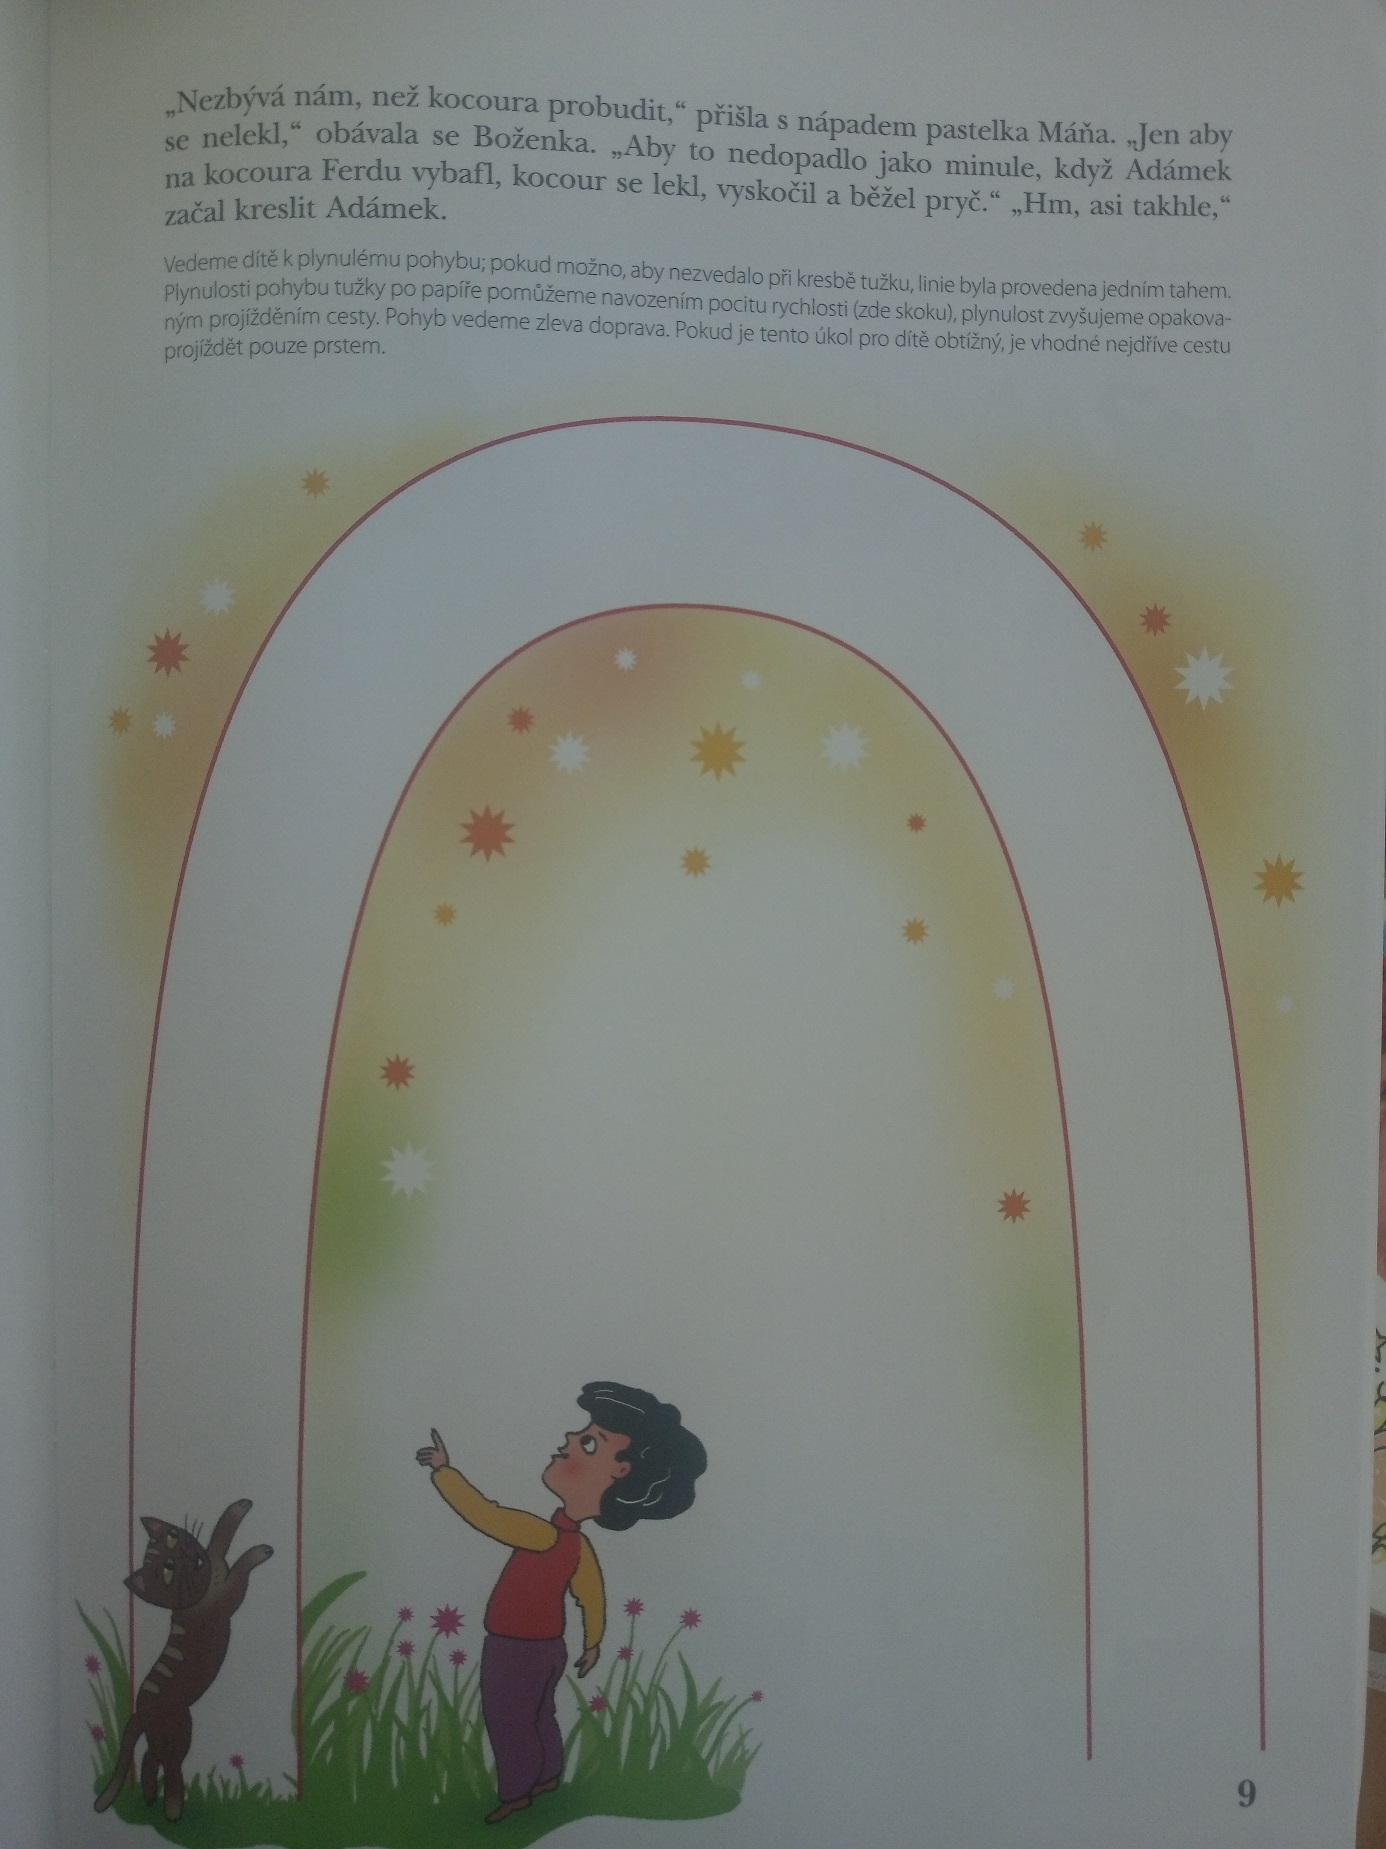 „Nezbývá nám, než kocoura probudit,“ přišla s nápadem pastelka Máňa. „Jen aby
se nelekl,“ obávala se Boženka. „Aby to nedopadlo jako minule, když Adámek
na kocoura Ferdu vybafl, kocour se lekl, vyskočil a běžel pryč.“ „Hm, asi takhle,“
začal kreslit Adámek.
Vedeme dítě k plynulému pohybu; pokud možno, aby nezvedalo při kresbě tužku, linie byla provedena jedním tahem.
Plynulosti pohybu tužky po papíře pomůžeme navozením pocitu rychlosti (zde skoku), plynulost zvyšujeme opakova-
ným projížděním cesty. Pohyb vedeme zleva doprava. Pokud je tento úkol pro dítě obtížný, je vhodné nejdříve cestu
projíždět pouze prstem.
9